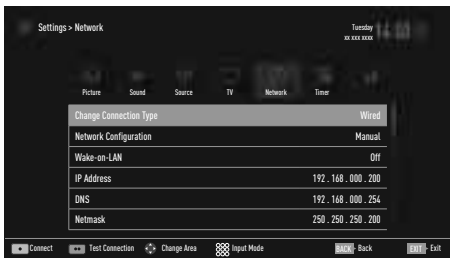 Settings > Network
Tuesday
xx xxx xxxx
Picture Sound Source TV Network Timer
Change Connection Type Wired
Network Configuration Manual
Wake-on-LAN Off
IP Address 192 . 168 . 000 . 200
DNS 192 . 168 . 000 . 254
Netmask 250 . 250 . 250 . 200
Connect Test Connection Change Area Input Mode BACK - Back EXIT - Exit